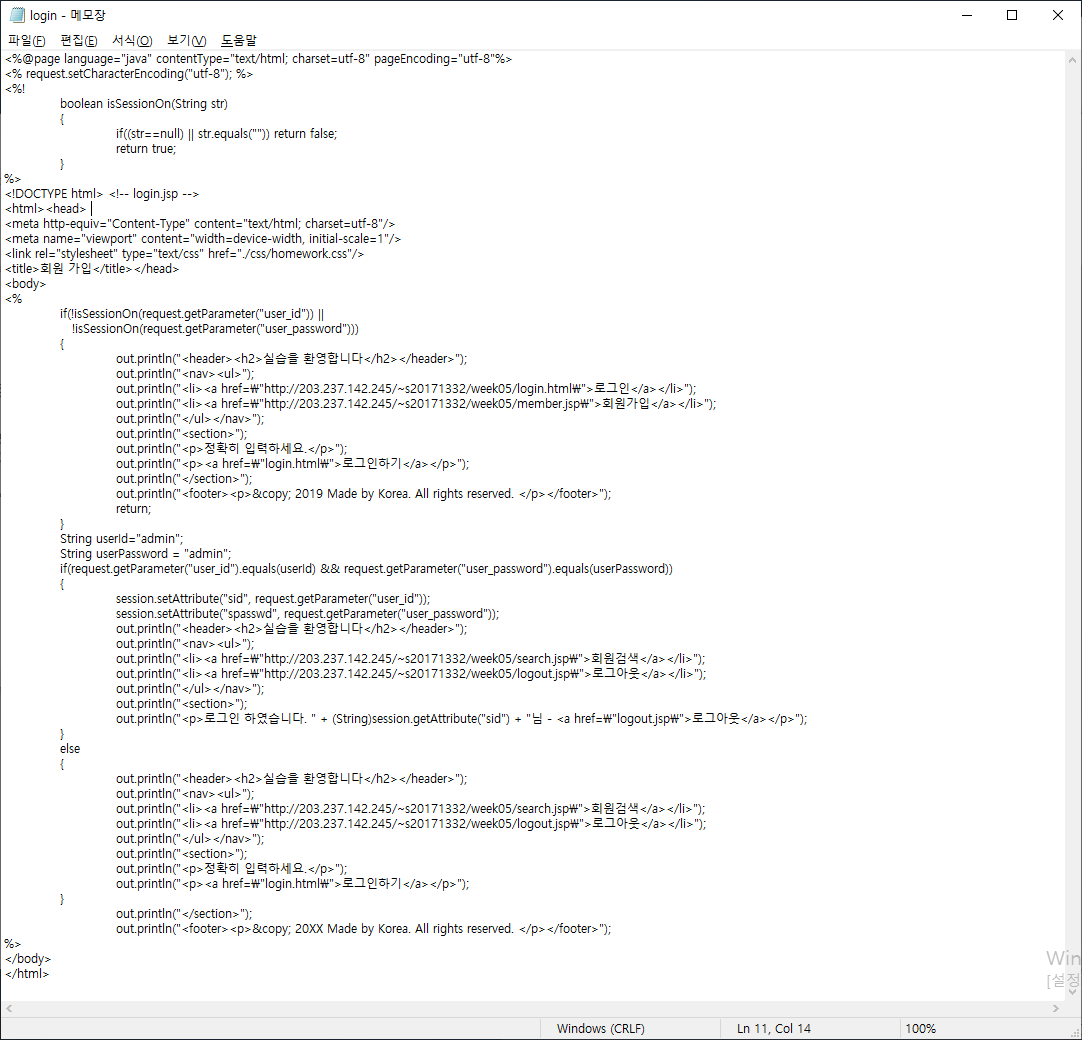 login - 메모장
파일(F) 편집(E) 서식(O) 보기(V) 도움말
<%@page language="java" contentType="text/html; charset=utf-8" pageEncoding="utf-8"%>
<% request.setCharacterEncoding("utf-8"); %>
<%!
boolean isSessionOn(String str)
{
if((str==null) || str.equals("")) return false;
return true;
}
%>
<!DOCTYPE html> <!-- login.jsp -->
<html><head>
<meta http-equiv="Content-Type" content="text/html; charset=utf-8"/>
<meta name="viewport" content="width=device-width, initial-scale=1"/>
<link rel="stylesheet" type="text/css" href="./css/homework.css"/>
<title>회원 가입</title></head>
<body>
<%
if(!isSessionOn(request.getParameter("user_id")) ||
!isSessionOn(request.getParameter("user_password")))
{
out.println("<header><h2>실습을 환영합니다</h2></header>");
out.println("<nav><ul>");
out.println("<li><a href=₩"http://203.237.142.245/~s20171332/week05/login.html₩">로그인</a></li>");
out.println("<li><a href=₩"http://203.237.142.245/~s20171332/week05/member.jsp₩">회원가입</a></li>");
out.println("</ul></nav>");
out.println("<section>");
out.println("<p>정확히 입력하세요.</p>");
out.println("<p><a href=₩"login.html₩">로그인하기</a></p>");
out.println("</section>");
out.println("<footer><p>&copy; 2019 Made by Korea. All rights reserved. </p></footer>");
return;
}
String userId="admin";
String userPassword = "admin";
if(request.getParameter("user_id").equals(userId) && request.getParameter("user_password").equals(userPassword))
{
session.setAttribute("sid", request.getParameter("user_id"));
session.setAttribute("spasswd", request.getParameter("user_password"));
out.println("<header><h2>실습을 환영합니다</h2></header>");
out.println("<nav><ul>");
out.println("<li><a href=₩"http://203.237.142.245/~s20171332/week05/search.jsp₩">회원검색</a></li>");
out.println("<li><a href=₩"http://203.237.142.245/~s20171332/week05/logout.jsp₩">로그아웃</a></li>");
out.println("</ul></nav>");
out.println("<section>");
out.println("<p>로그인 하였습니다. " + (String)session.getAttribute("sid") + "님 - <a href=₩"logout.jsp₩">로그아웃</a></p>");
}
else
{
out.println("<header><h2>실습을 환영합니다</h2></header>");
out.println("<nav><ul>");
out.println("<li><a href=₩"http://203.237.142.245/~s20171332/week05/search.jsp₩">회원검색</a></li>");
out.println("<li><a href=₩"http://203.237.142.245/~s20171332/week05/logout.jsp₩">로그아웃</a></li>");
out.println("</ul></nav>");
out.println("<section>");
out.println("<p>정확히 입력하세요.</p>");
out.println("<p><a href=₩"login.html₩">로그인하기</a></p>");
}
out.println("</section>");
out.println("<footer><p>&copy; 20XX Made by Korea. All rights reserved. </p></footer>");
%>
</body>
</html>
Win
[설정
Windows (CRLF) Ln 11, Col 14 100%